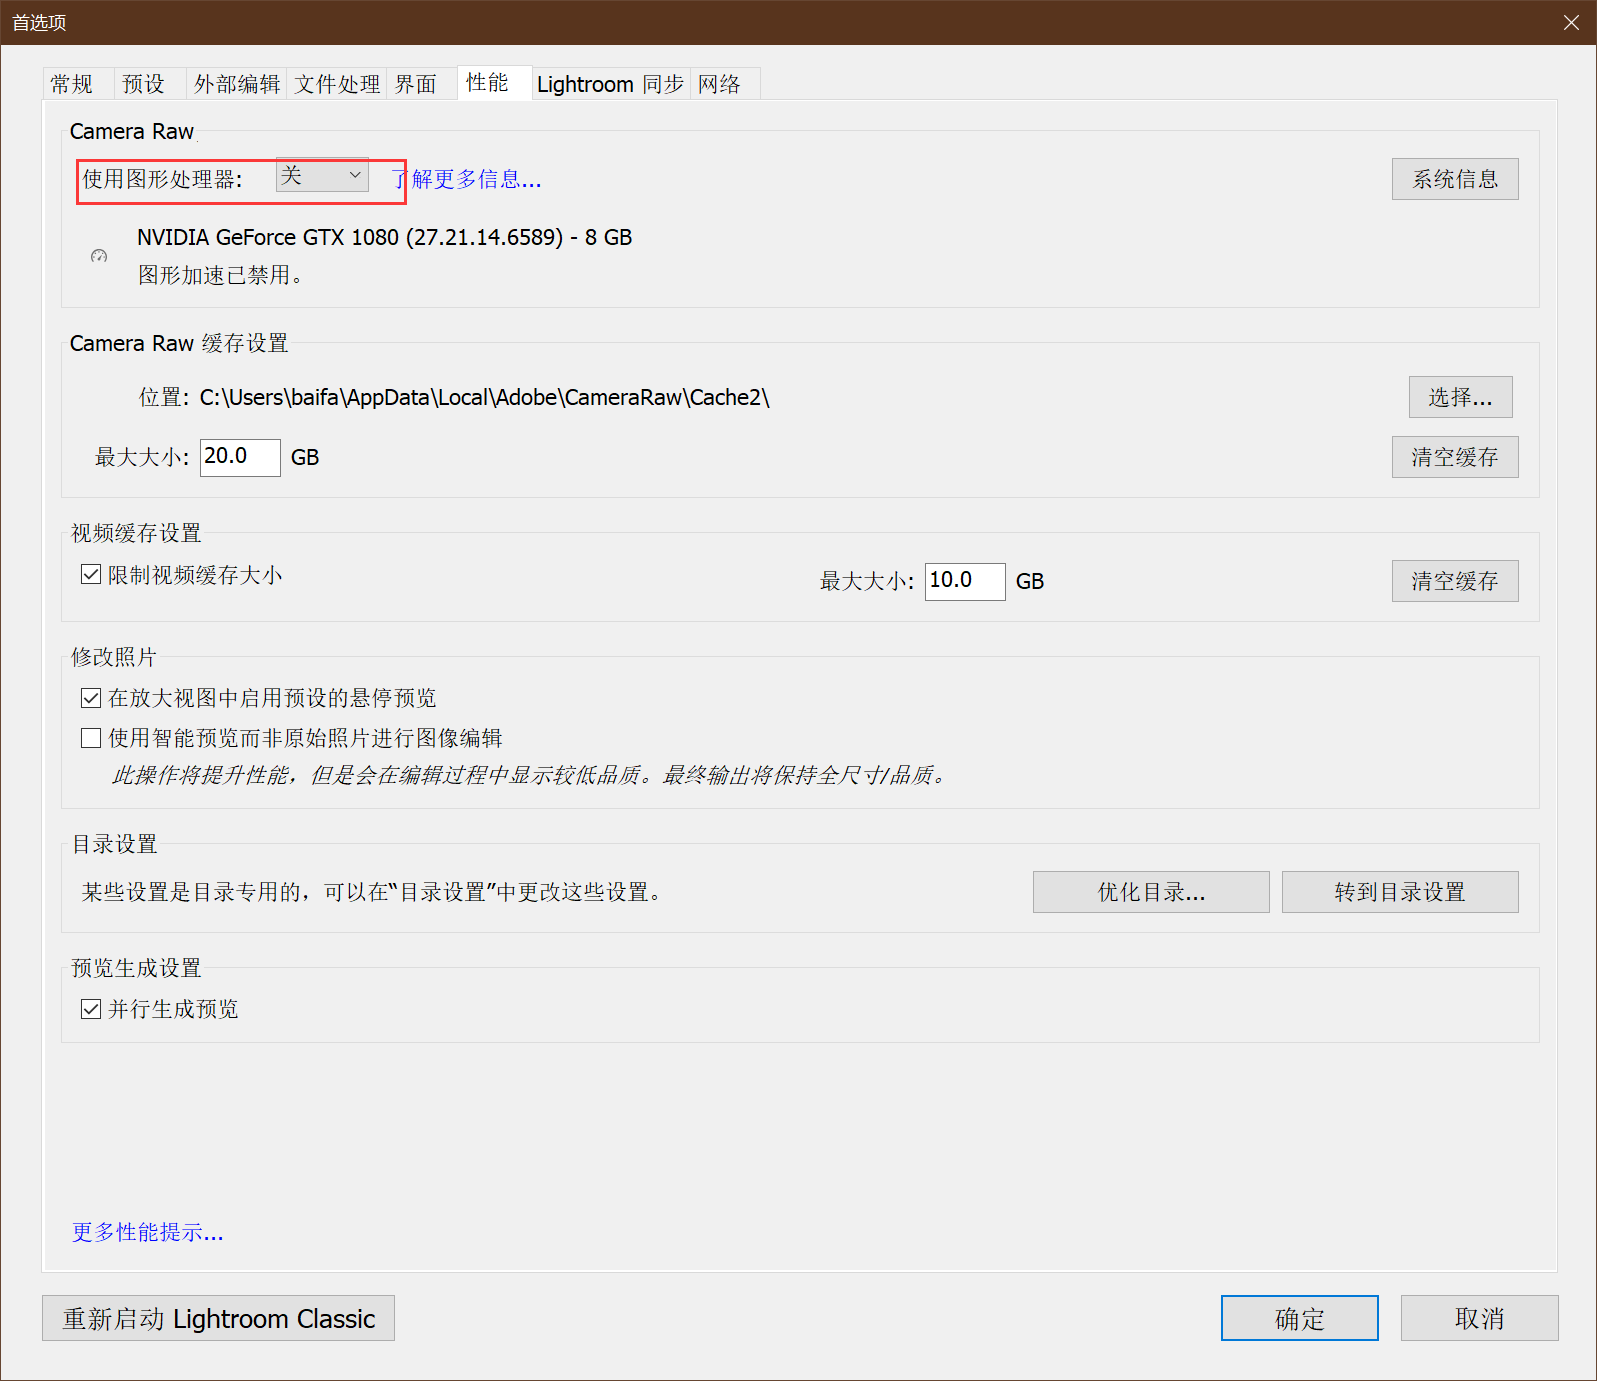 首选项
常规 预设 外部编辑 文件处理 界面 性能 Lightroom 同步 网络
Camera Raw
使用图形处理器: 关 了解更多信息... 系统信息
NVIDIA GeForce GTX 1080 (27.21.14.6589) - 8 GB
图形加速已禁用。
Camera Raw 缓存设置
位置: C:\Users\baifa\AppData\Local\Adobe\CameraRaw\Cache2\ 选择...
最大大小: 20.0 GB 清空缓存
视频缓存设置
限制视频缓存大小 最大大小: 10.0 GB 清空缓存
修改照片
在放大视图中启用预设的悬停预览
使用智能预览而非原始照片进行图像编辑
此操作将提升性能，但是会在编辑过程中显示较低品质。最终输出将保持全尺寸/品质。
目录设置
某些设置是目录专用的，可以在“目录设置”中更改这些设置。 优化目录... 转到目录设置
预览生成设置
并行生成预览
更多性能提示...
重新启动 Lightroom Classic 确定 取消